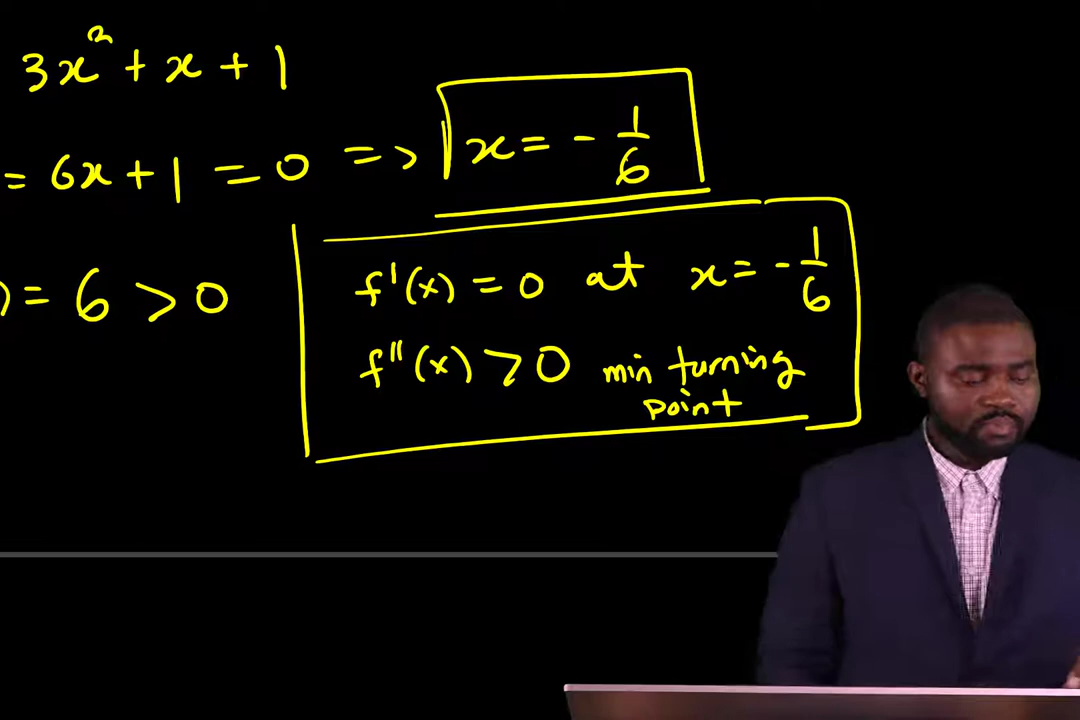 3x² + x + 1
= 6x + 1 = 0 => x = - 1/6
) = 6 > 0
f'(x) = 0 at x = - 1/6
f''(x) > 0 min turning
point